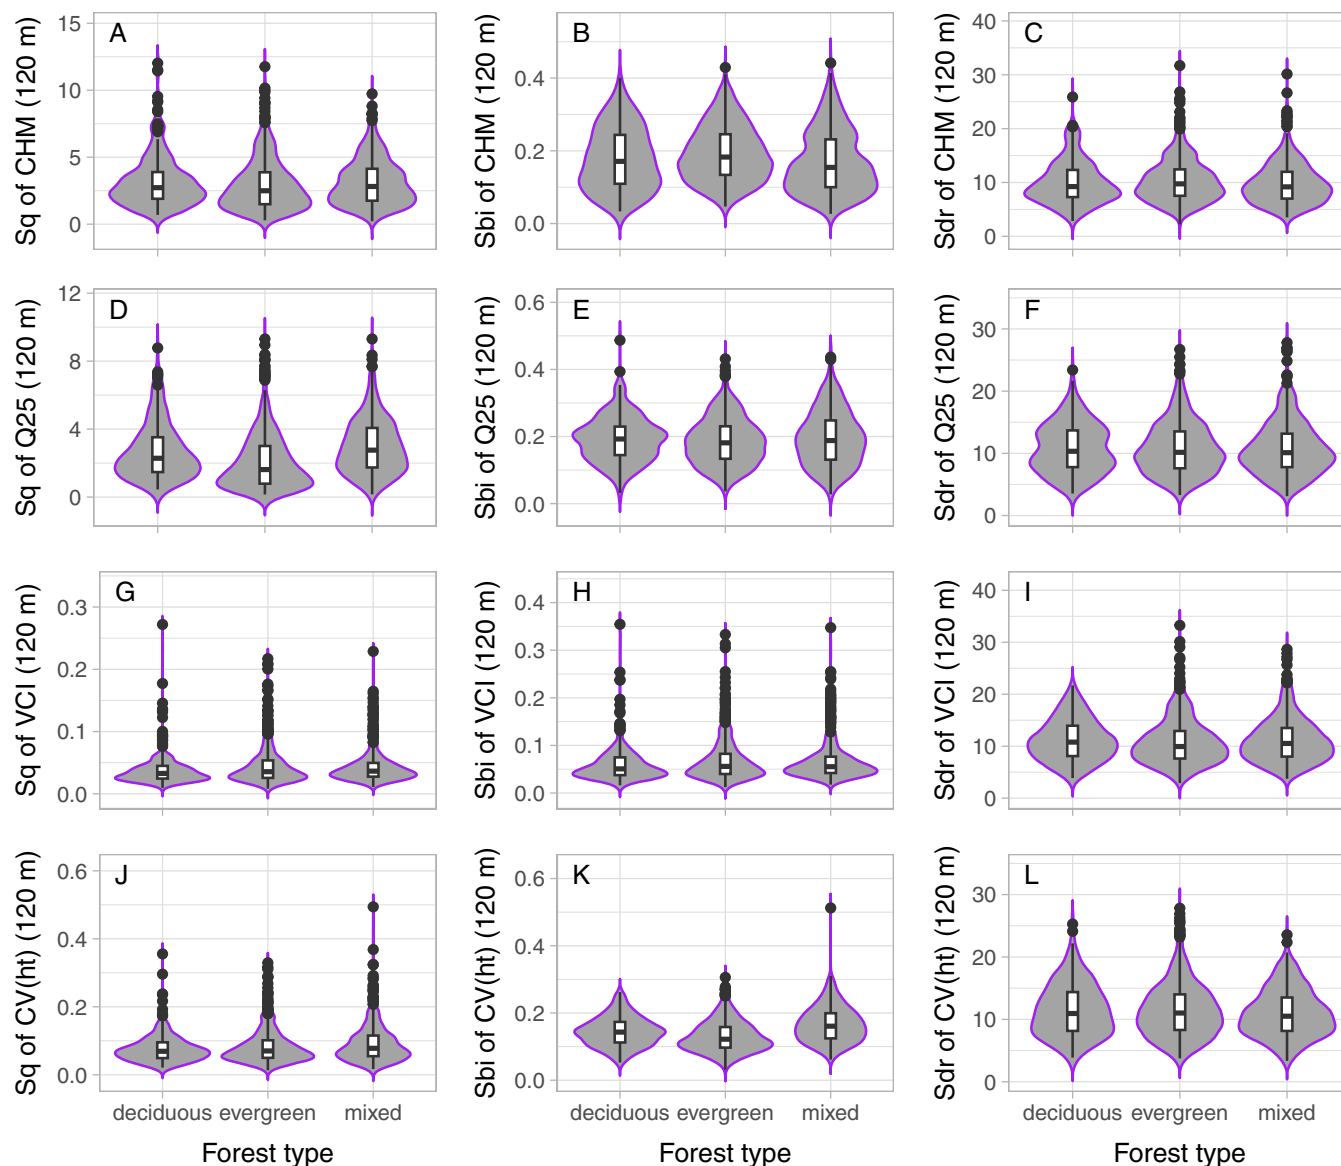 A
B
C
Sq of CHM (120 m)
15
10
5
0
Sbi of CHM (120 m)
0.4
0.2
0.0
Sdr of CHM (120 m)
40
30
20
10
0
D
E
F
Sq of Q25 (120 m)
12
8
4
0
Sbi of Q25 (120 m)
0.6
0.4
0.2
0.0
Sdr of Q25 (120 m)
30
20
10
0
G
H
I
Sq of VCI (120 m)
0.3
0.2
0.1
0.0
Sbi of VCI (120 m)
0.4
0.3
0.2
0.1
0.0
Sdr of VCI (120 m)
40
30
20
10
0
J
K
L
Sq of CV(ht) (120 m)
0.6
0.4
0.2
0.0
Sbi of CV(ht) (120 m)
0.6
0.4
0.2
0.0
Sdr of CV(ht) (120 m)
30
20
10
0
deciduous evergreen mixed
deciduous evergreen mixed
deciduous evergreen mixed
Forest type
Forest type
Forest type